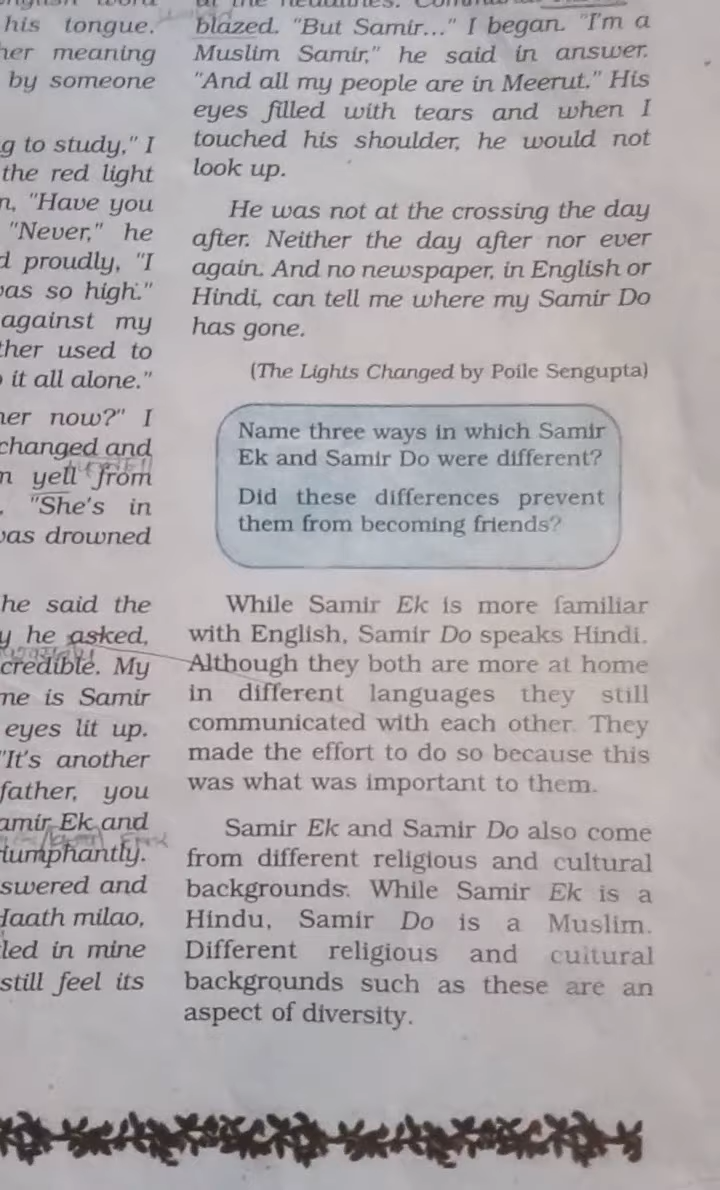 his tongue.
her meaning
by someone
to study," I
the red light
"Have you
"Never," he
proudly, "I
was so high."
against my
used to
it all alone."
now?" I
changed and
yell from
"She's in
was drowned
he said the
he asked,
credible. My
is Samir
eyes lit up.
"It's another
father, you
Ek and
swered and
Haath milao,
in mine
still feel its
blazed. "But Samir..." I began. "I'm a
Muslim Samir," he said in answer.
"And all my people are in Meerut." His
eyes filled with tears and when I
touched his shoulder, he would not
look up.
He was not at the crossing the day
after. Neither the day after nor ever
again. And no newspaper, in English or
Hindi, can tell me where my Samir Do
has gone.
(The Lights Changed by Poile Sengupta)
Name three ways in which Samir
Ek and Samir Do were different?
Did these differences prevent
them from becoming friends?
While Samir Ek is more familiar
with English, Samir Do speaks Hindi.
Although they both are more at home
in different languages they still
communicated with each other. They
made the effort to do so because this
was what was important to them.
Samir Ek and Samir Do also come
from different religious and cultural
backgrounds. While Samir Ek is a
Hindu, Samir Do is a Muslim.
Different religious and cultural
backgrounds such as these are an
aspect of diversity.